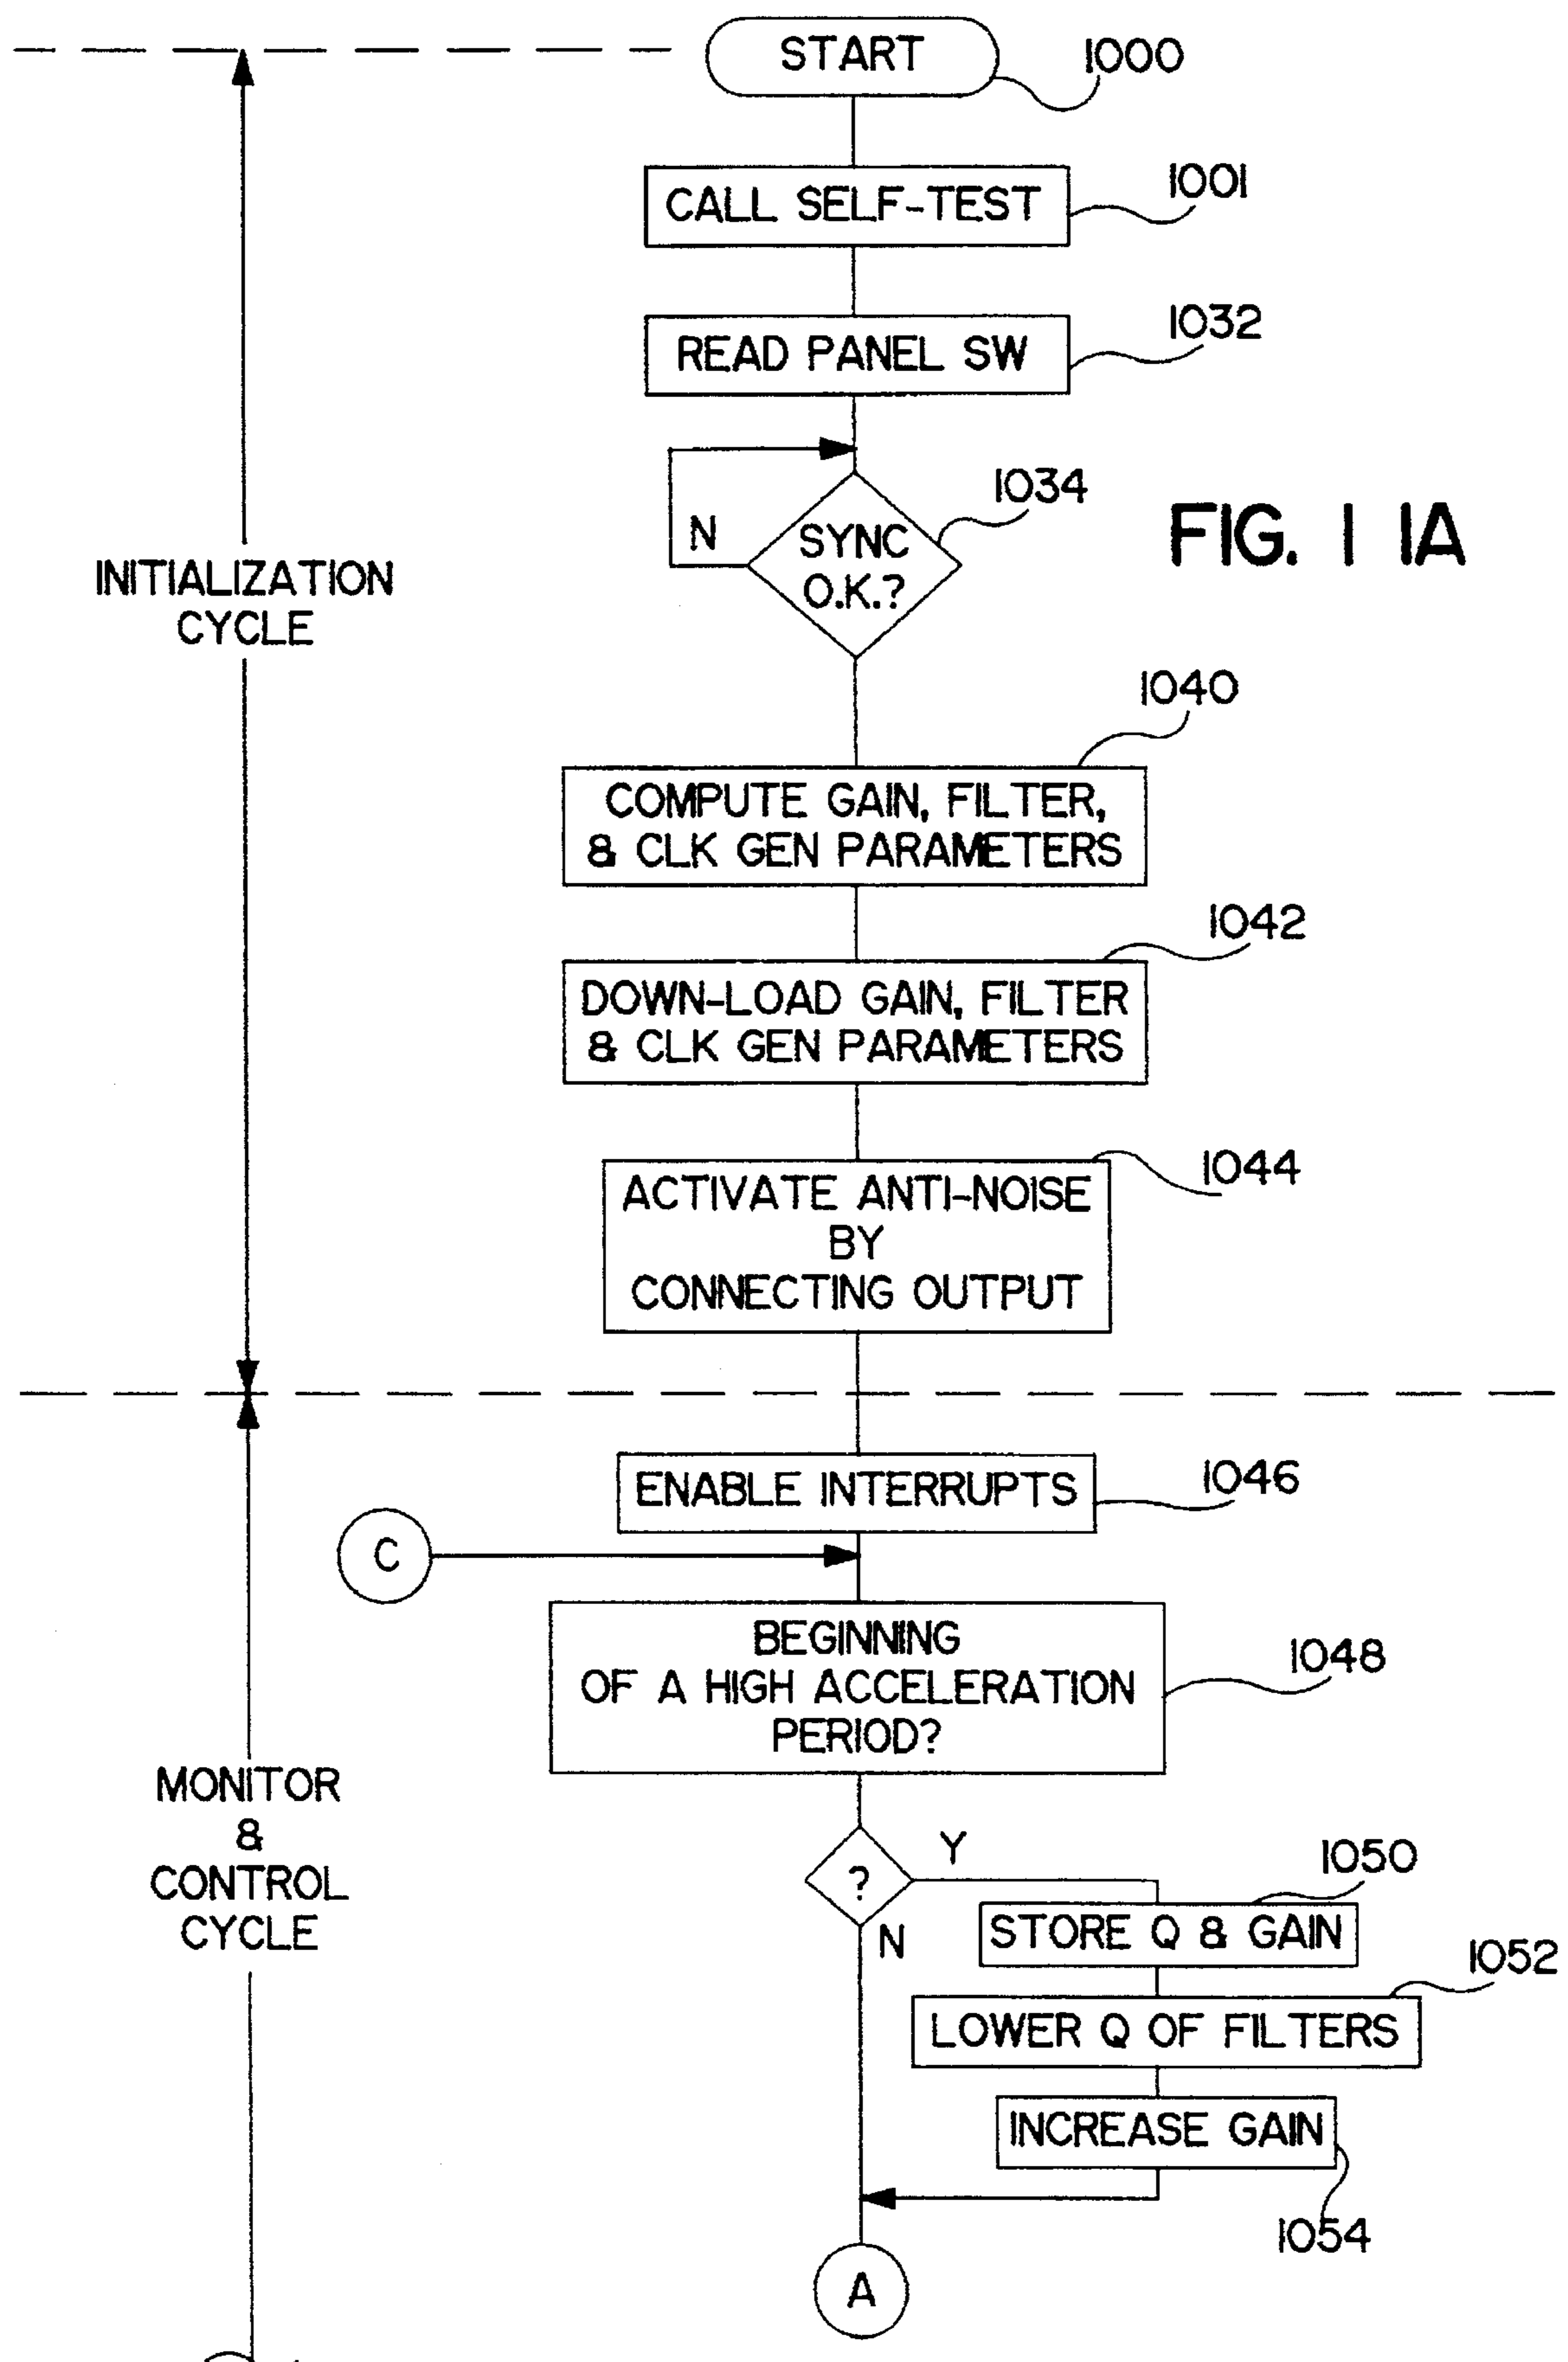 START
1000
CALL SELF-TEST
1001
READ PANEL SW
1032
N
SYNC
O.K.?
1034
FIG. 11A
INITIALIZATION
CYCLE
1040
COMPUTE GAIN, FILTER,
& CLK GEN PARAMETERS
1042
DOWN-LOAD GAIN, FILTER
& CLK GEN PARAMETERS
1044
ACTIVATE ANTI-NOISE
BY
CONNECTING OUTPUT
ENABLE INTERRUPTS
1046
C
BEGINNING
OF A HIGH ACCELERATION
PERIOD?
1048
MONITOR
&
CONTROL
CYCLE
?
Y
N
1050
STORE Q & GAIN
1052
LOWER Q OF FILTERS
INCREASE GAIN
1054
A